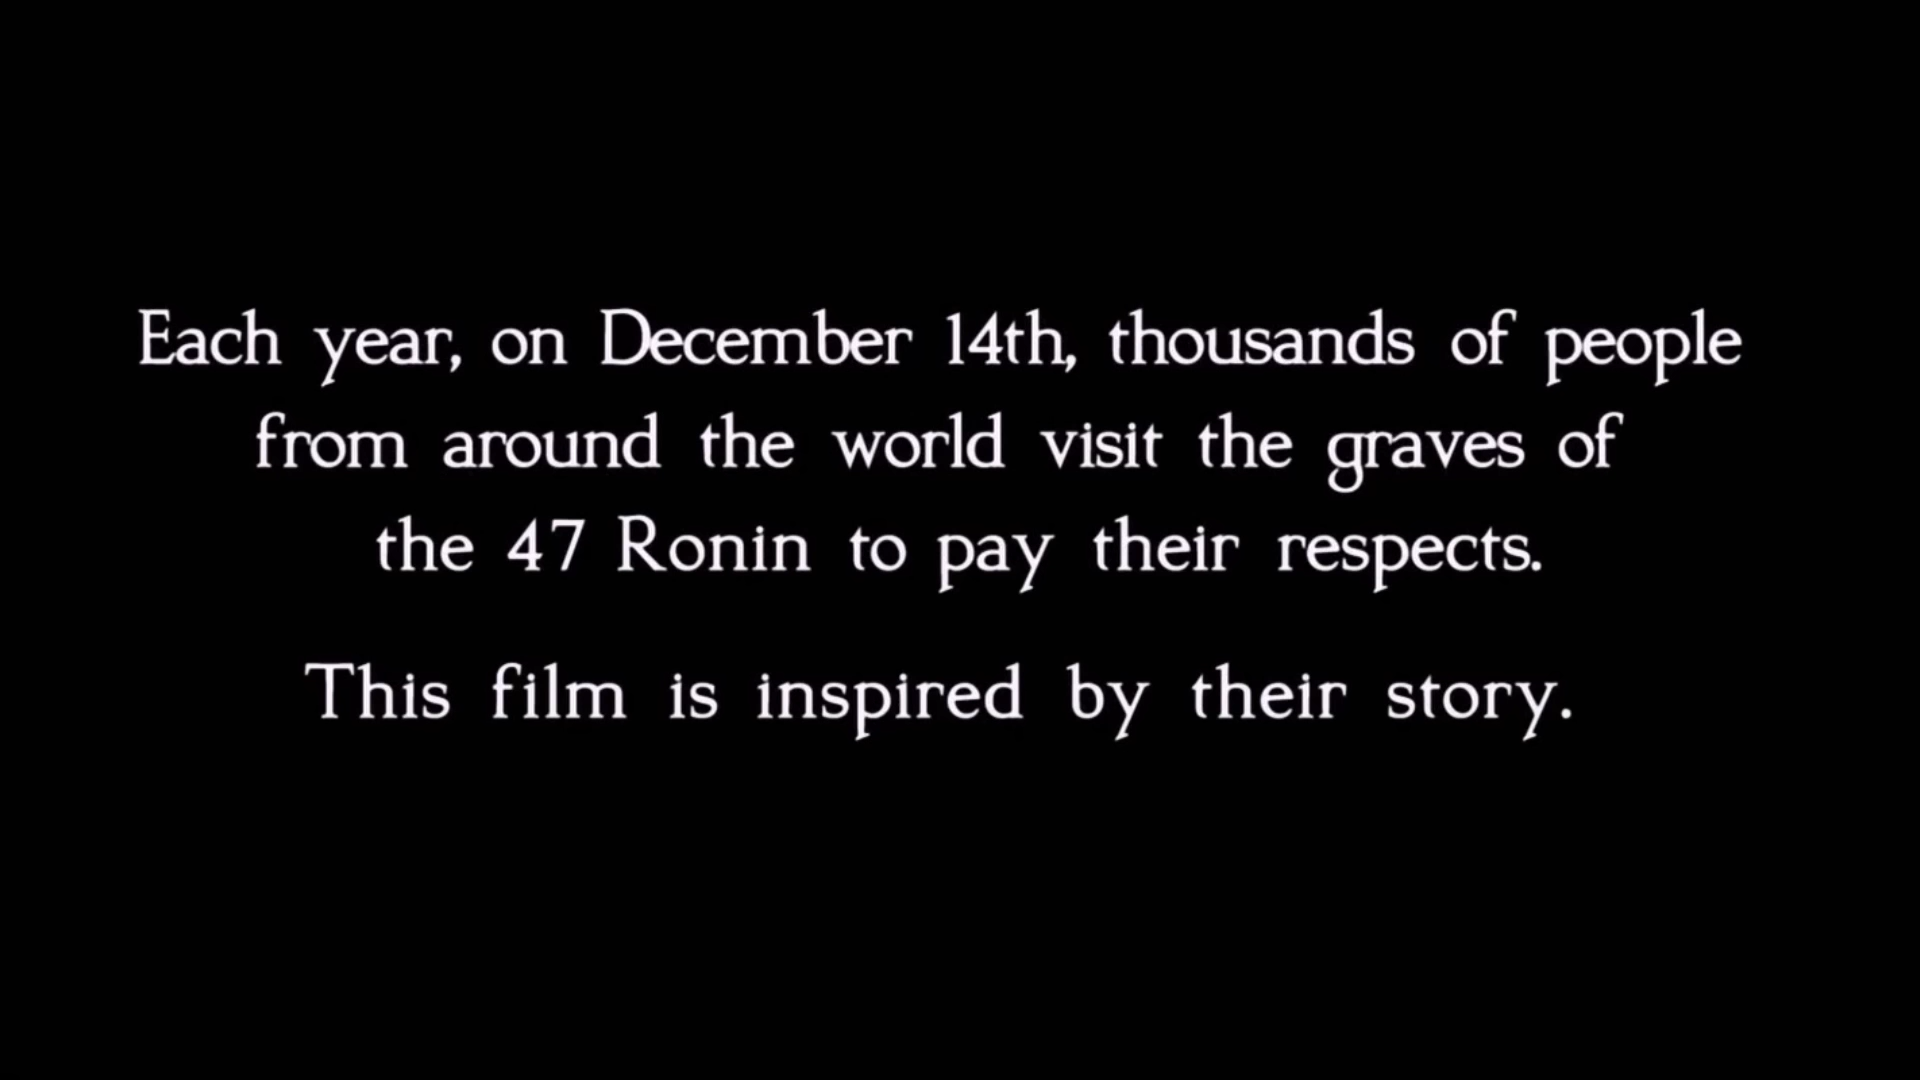 Each year, on December 14th, thousands of people
from around the world visit the graves of
the 47 Ronin to pay their respects.
This film is inspired by their story.